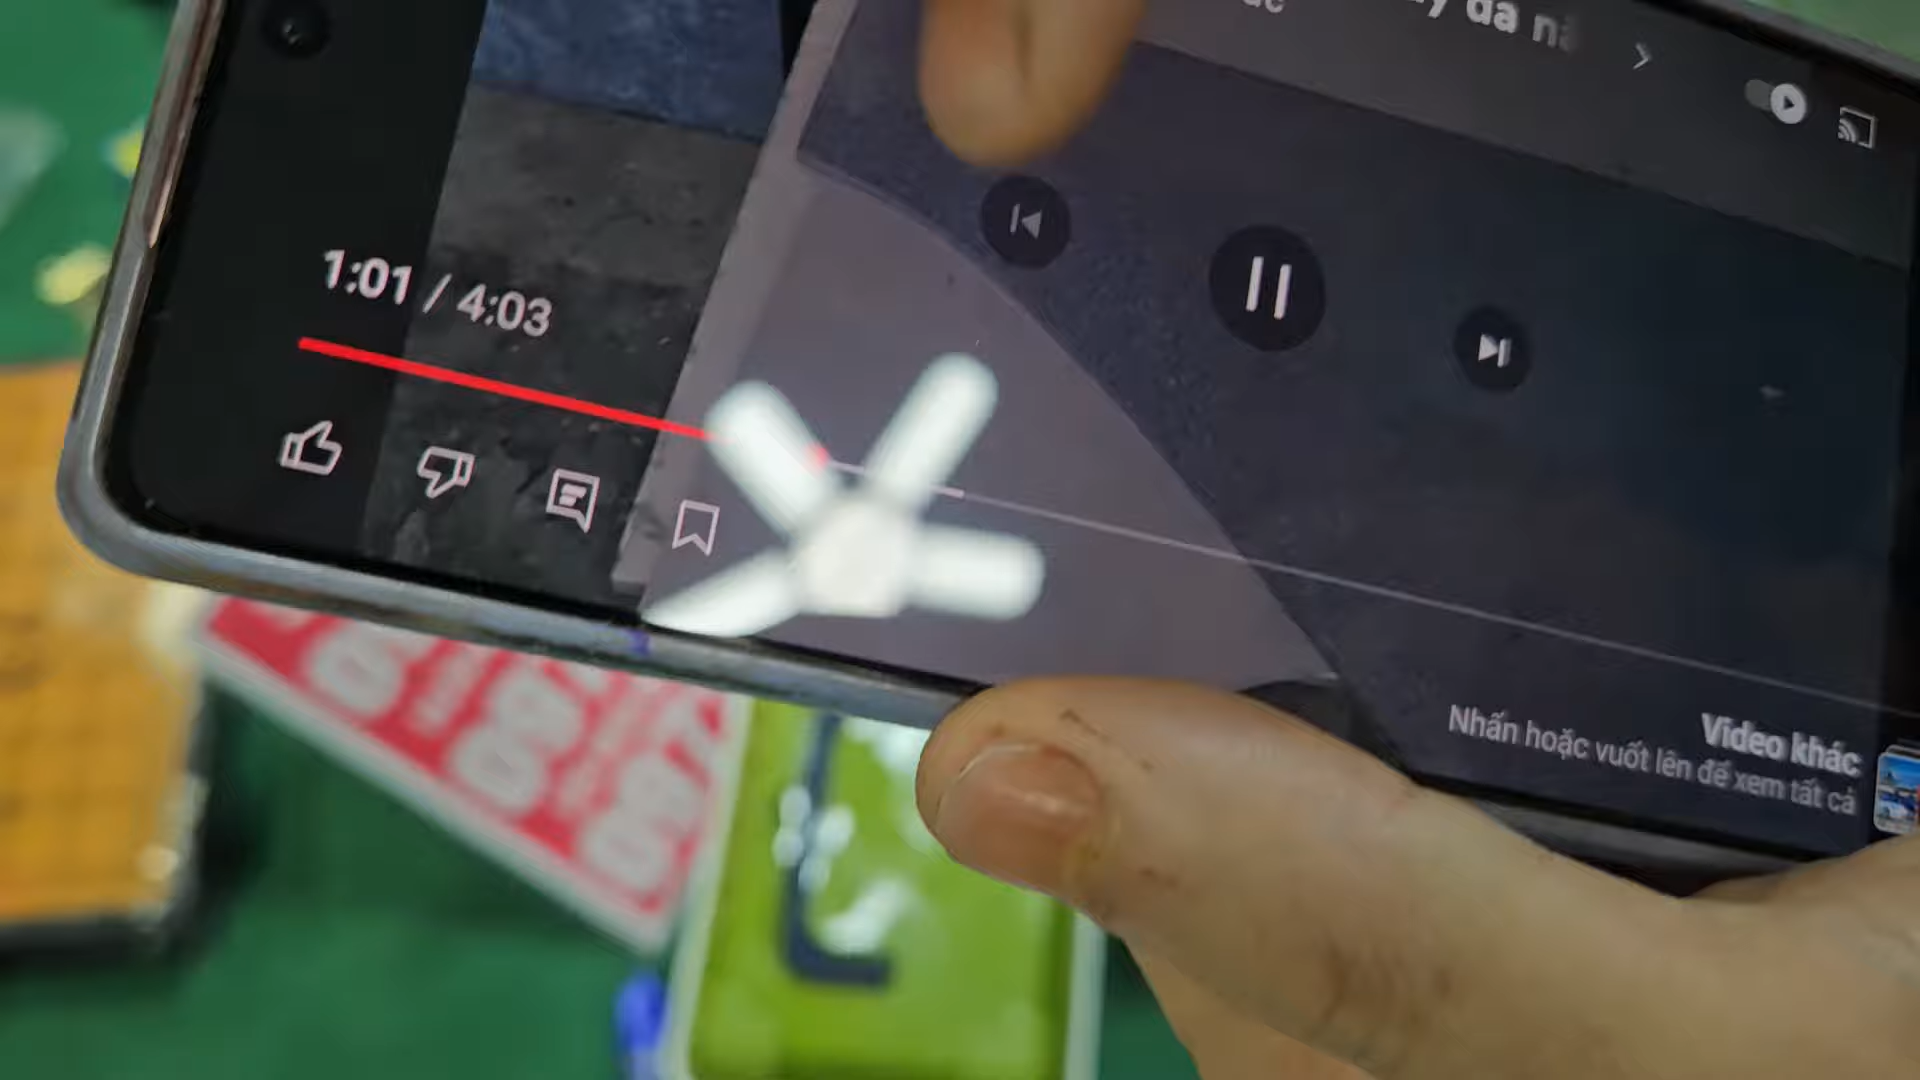 1:01 / 4:03
Video khác
Nhấn hoặc vuốt lên để xem tất cả